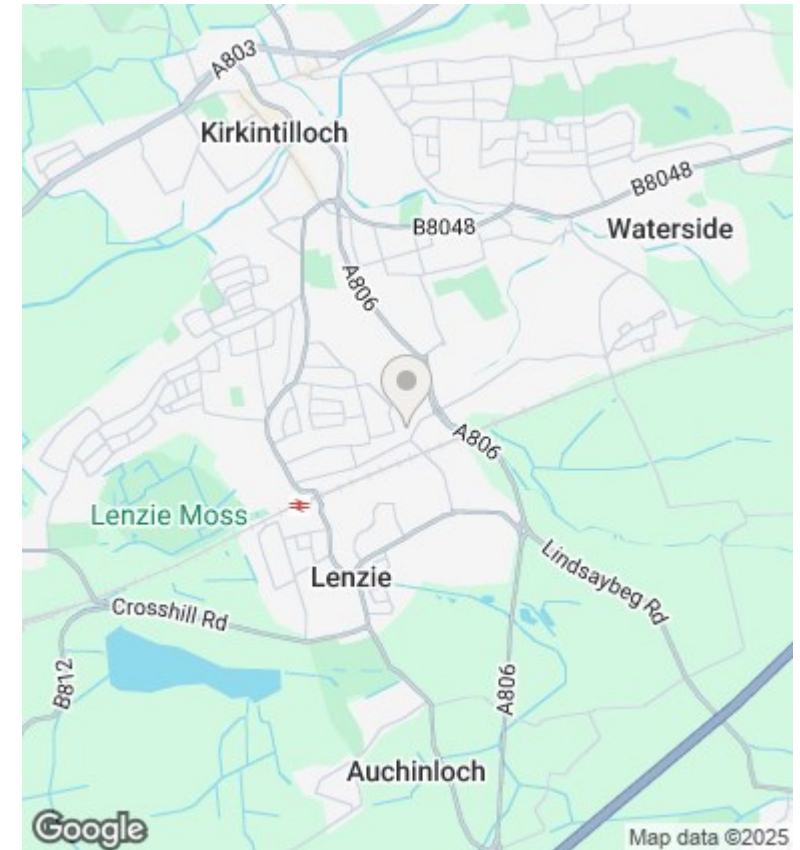 A803
Kirkintilloch
B8048
B8048
Waterside
A806
A806
Lenzie Moss
Lenzie
Lindsaybeg Rd
Crosshill Rd
B812
A806
Auchinloch
Google
Map data ©2025